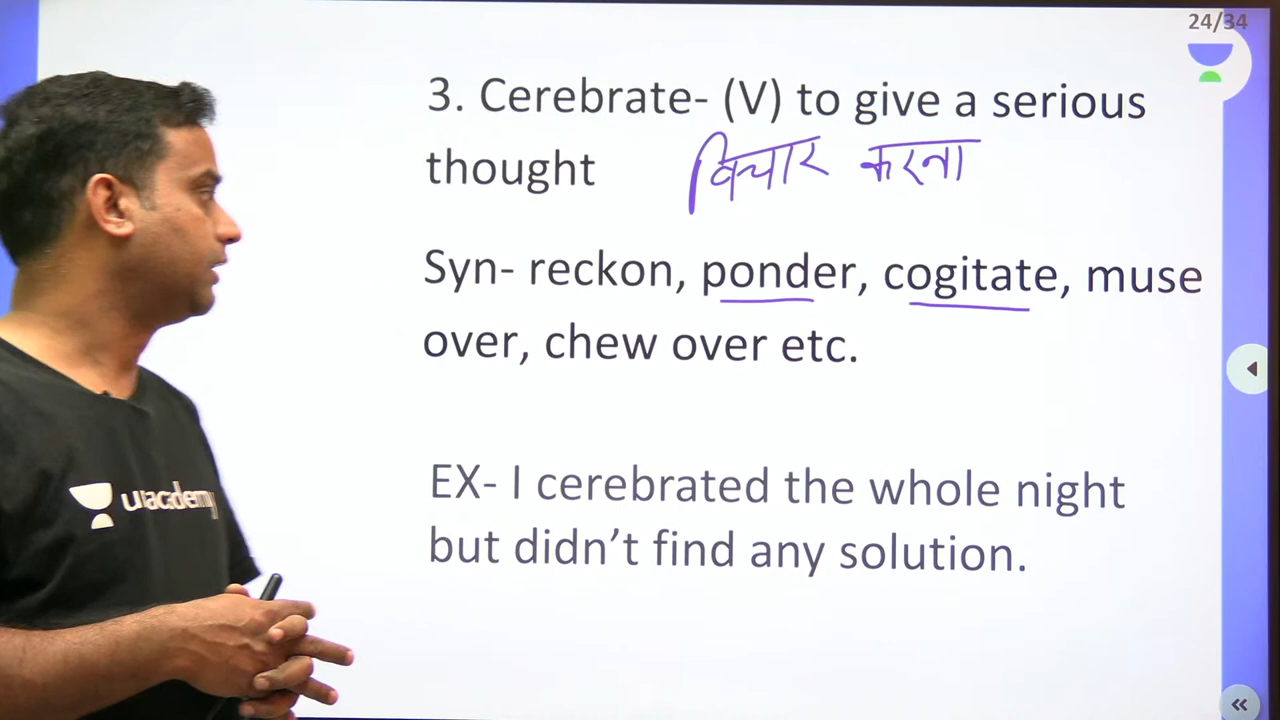 24/34
3. Cerebrate- (V) to give a serious
thought विचार करना
Syn- reckon, ponder, cogitate, muse
over, chew over etc.
EX- I cerebrated the whole night
but didn’t find any solution.
unacademy